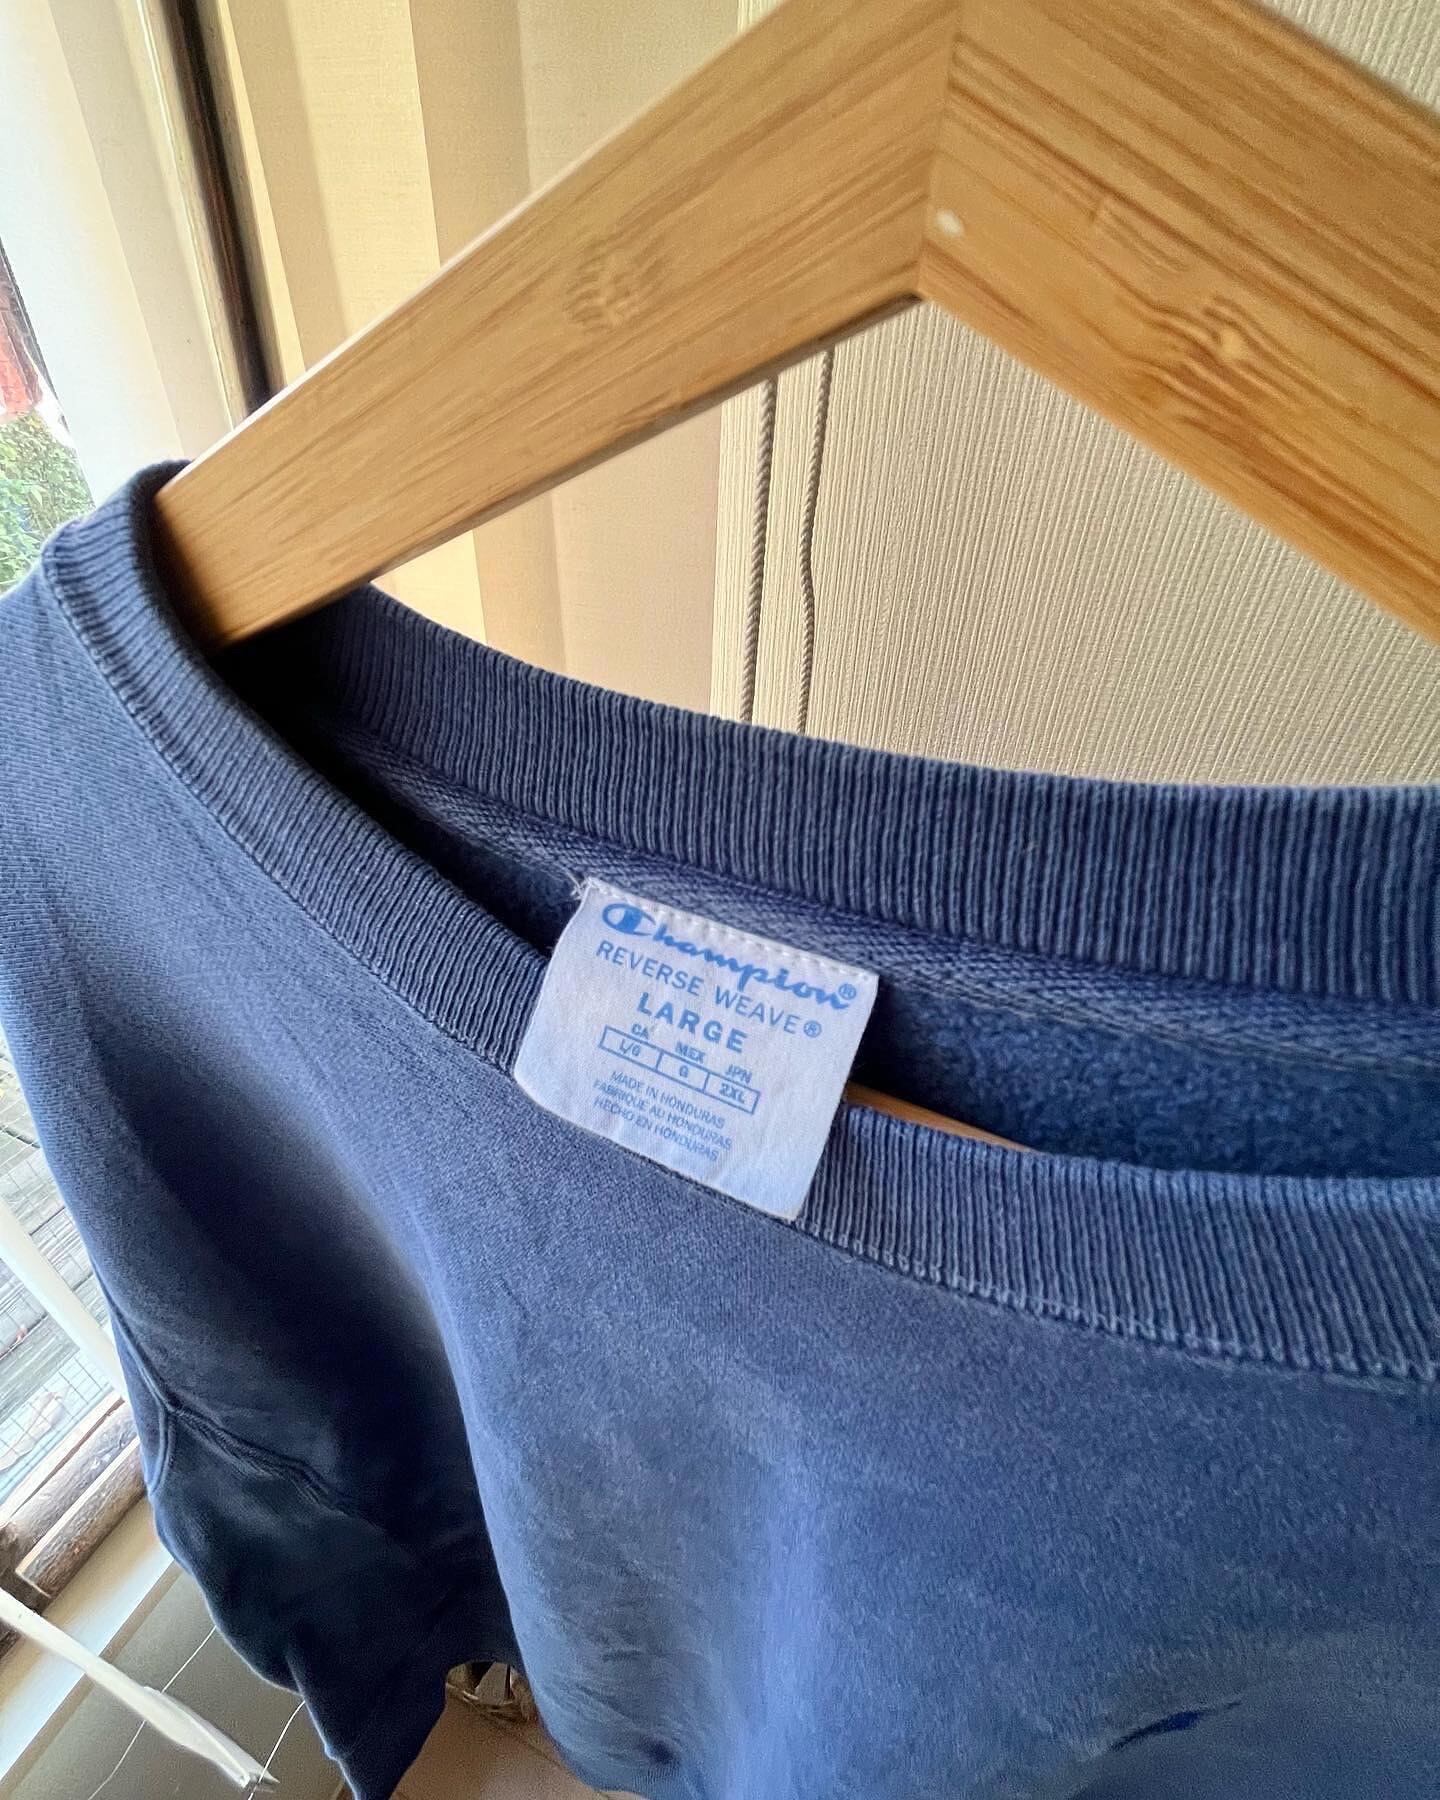 Champion®
REVERSE WEAVE®
LARGE
CA MEX JPN
L/G G 2XL
MADE IN HONDURAS
FABRIQUÉ AU HONDURAS
HECHO EN HONDURAS